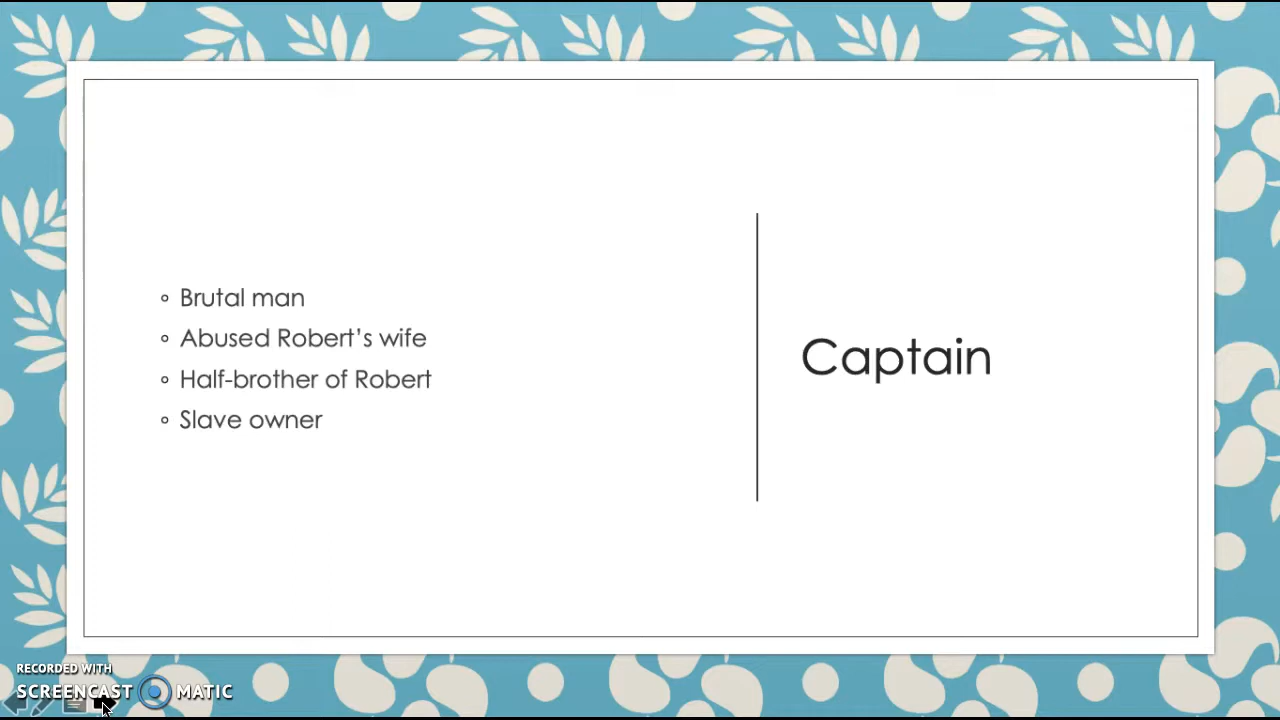 Brutal man
Abused Robert’s wife
Half-brother of Robert
Slave owner
Captain
RECORDED WITH
SCREENCAST MATIC